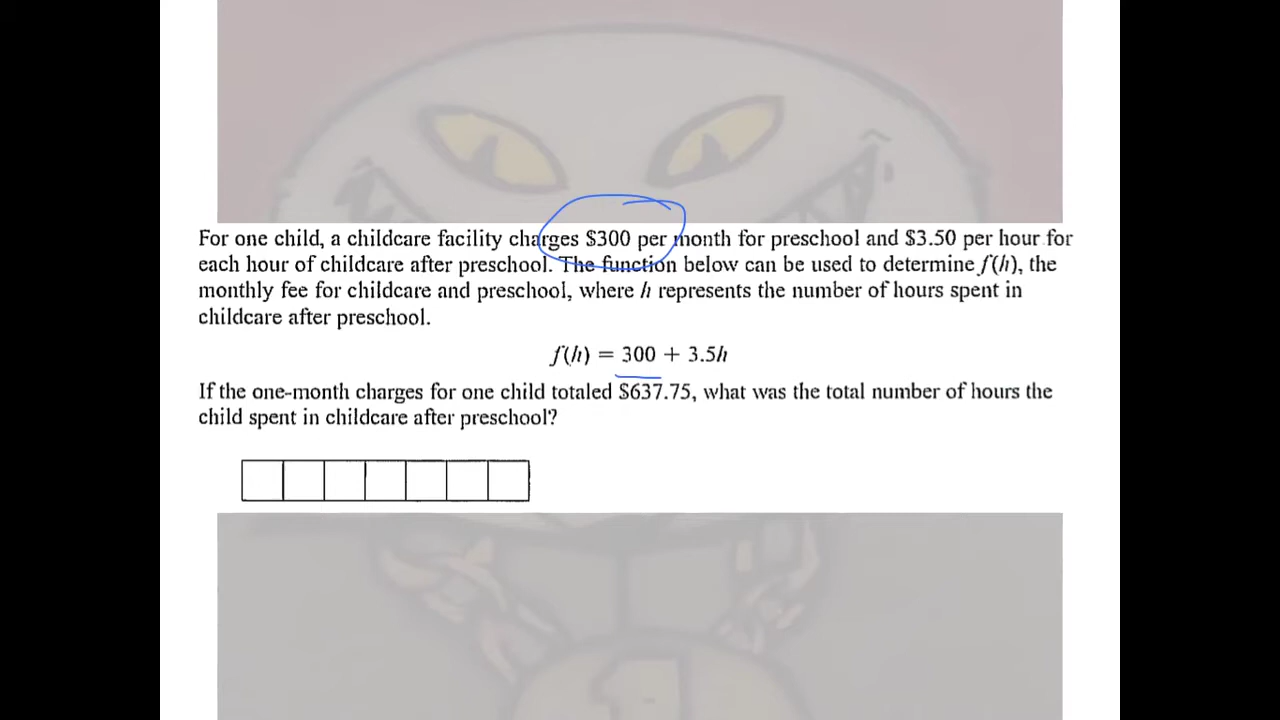 For one child, a childcare facility charges $300 per month for preschool and $3.50 per hour for
each hour of childcare after preschool. The function below can be used to determine f(h), the
monthly fee for childcare and preschool, where h represents the number of hours spent in
childcare after preschool.
f(h) = 300 + 3.5h
If the one-month charges for one child totaled $637.75, what was the total number of hours the
child spent in childcare after preschool?
1